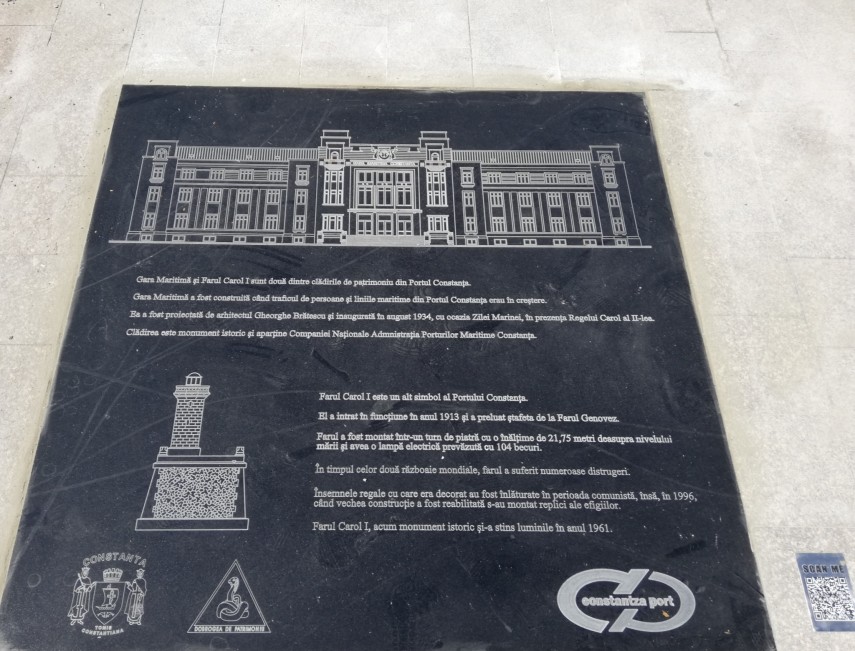 Gara Maritimă și Farul Carol I sunt două dintre clădirile de patrimoniu din Portul Constanța.
Gara Maritimă a fost construită când traficul de persoane și liniile maritime din Portul Constanța erau în creștere.
Ea a fost proiectată de arhitectul Gheorghe Brătescu și inaugurată în august 1934, cu ocazia Zilei Marinei, în prezența Regelui Carol al II-lea.
Clădirea este monument istoric și aparține Companiei Naționale Administrația Porturilor Maritime Constanța.
Farul Carol I este un alt simbol al Portului Constanța.
El a intrat în funcțiune în anul 1913 și a preluat ștafeta de la Farul Genovez.
Farul a fost montat într-un turn de piatră cu o înălțime de 21,75 metri deasupra nivelului
mării și avea o lampă electrică prevăzută cu 104 becuri.
În timpul celor două războaie mondiale, farul a suferit numeroase distrugeri.
Însemnele regale cu care era decorat au fost înlăturate în perioada comunistă, însă, în 1996,
când vechea construcție a fost reabilitată s-au montat replici ale efigiilor.
Farul Carol I, acum monument istoric și-a stins luminile în anul 1961.
CONSTANTA
TOMIS
CONSTANTIANA
DOBROGEA DE PATRIMONIU
constantza port
SCAN ME